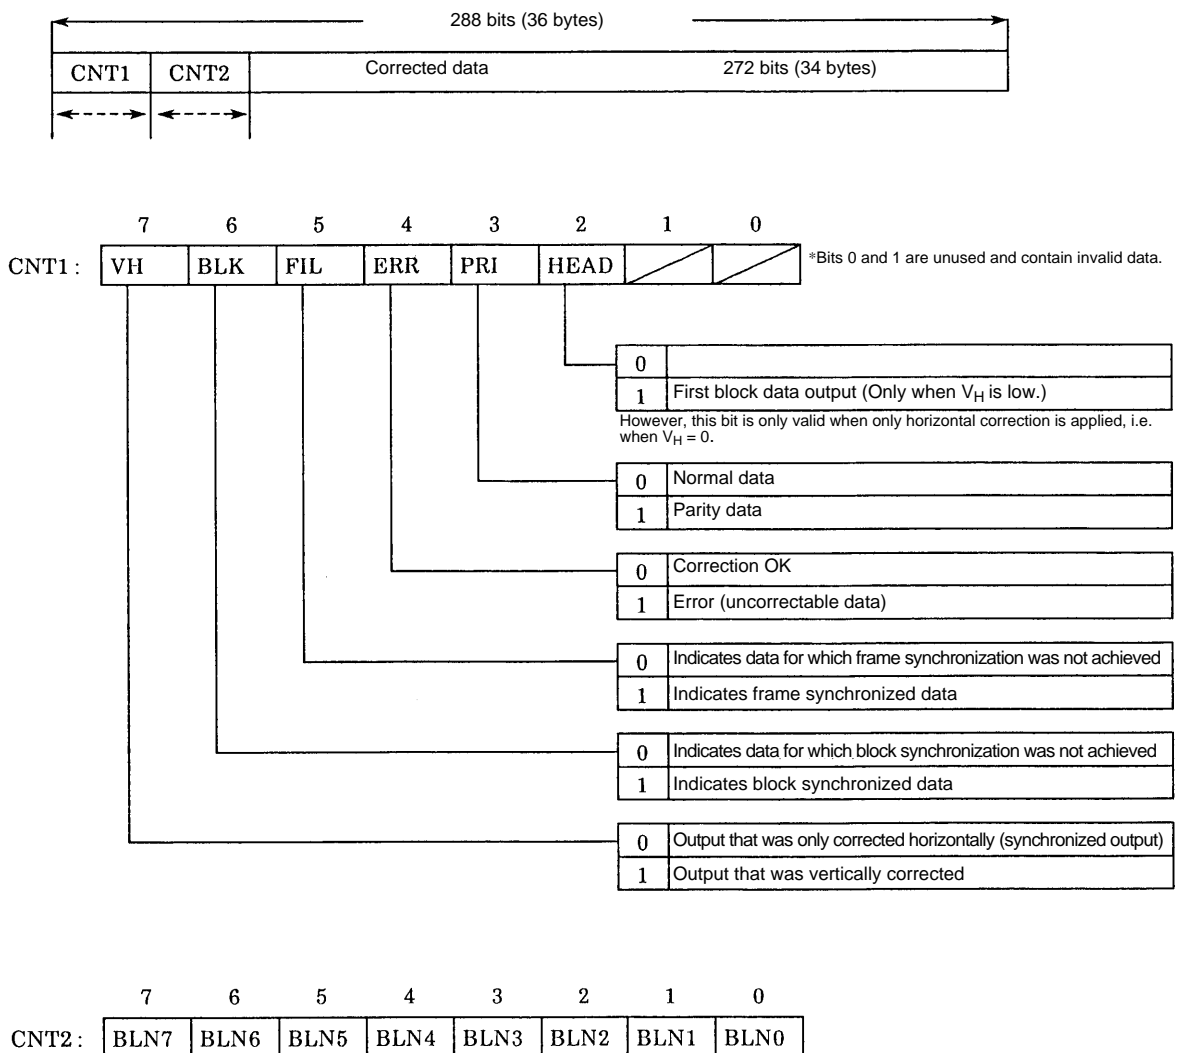 288 bits (36 bytes)
CNT1 CNT2 Corrected data 272 bits (34 bytes)
7 6 5 4 3 2 1 0
CNT1: VH BLK FIL ERR PRI HEAD *Bits 0 and 1 are unused and contain invalid data.
0
1 First block data output (Only when VH is low.)
However, this bit is only valid when only horizontal correction is applied, i.e.
when VH = 0.
0 Normal data
1 Parity data
0 Correction OK
1 Error (uncorrectable data)
0 Indicates data for which frame synchronization was not achieved
1 Indicates frame synchronized data
0 Indicates data for which block synchronization was not achieved
1 Indicates block synchronized data
0 Output that was only corrected horizontally (synchronized output)
1 Output that was vertically corrected
7 6 5 4 3 2 1 0
CNT2: BLN7 BLN6 BLN5 BLN4 BLN3 BLN2 BLN1 BLN0